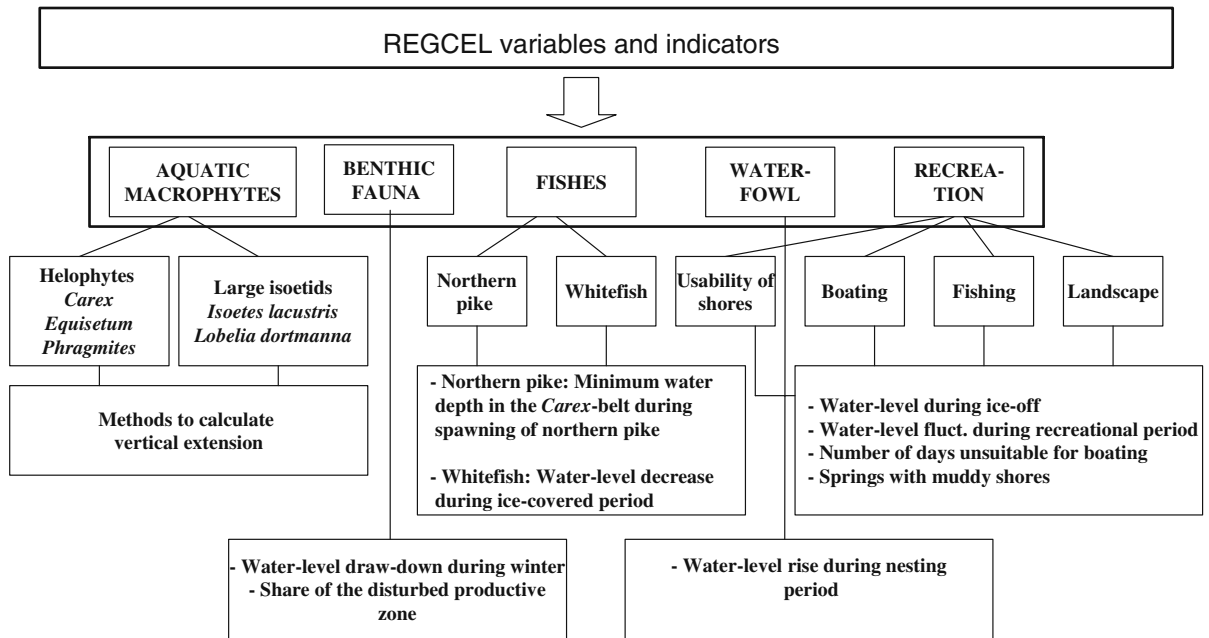 REGCEL variables and indicators
AQUATIC
MACROPHYTES
BENTHIC
FAUNA
FISHES
WATER-
FOWL
RECREA-
TION
Helophytes
Carex
Equisetum
Phragmites
Large isoetids
Isoetes lacustris
Lobelia dortmanna
Northern
pike
Whitefish
Usability of
shores
Boating
Fishing
Landscape
Methods to calculate
vertical extension
- Northern pike: Minimum water
depth in the Carex-belt during
spawning of northern pike
- Whitefish: Water-level decrease
during ice-covered period
- Water-level during ice-off
- Water-level fluct. during recreational period
- Number of days unsuitable for boating
- Springs with muddy shores
- Water-level draw-down during winter
- Share of the disturbed productive
zone
- Water-level rise during nesting
period